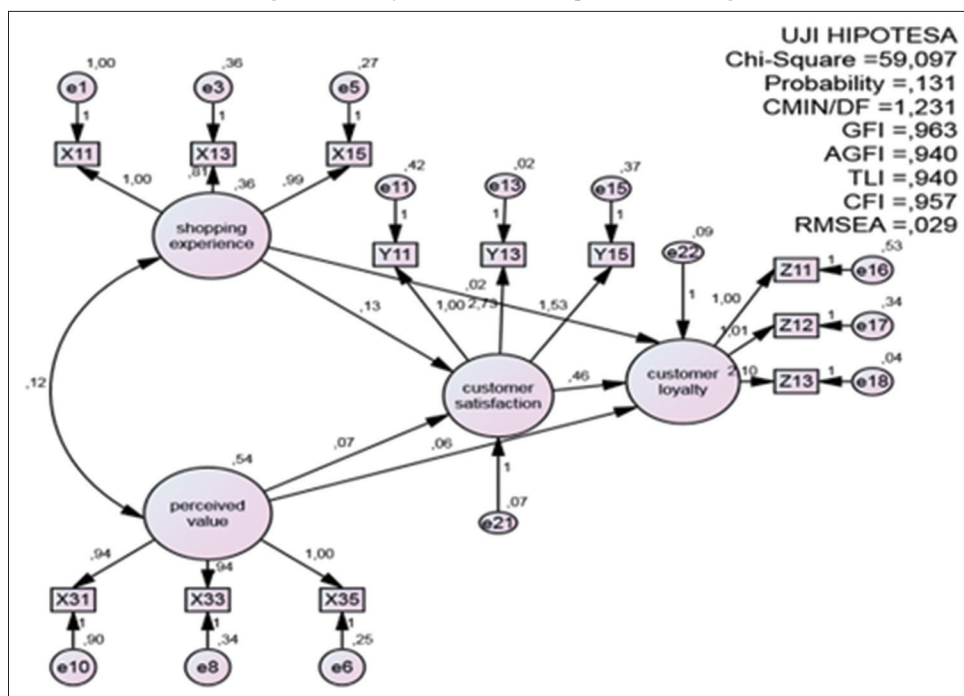 UJI HIPOTESA
Chi-Square =59,097
Probability =,131
CMIN/DF =1,231
GFI =,963
AGFI =,940
TLI =,940
CFI =,957
RMSEA =,029
1,00 ,36 ,27
e1 e3 e5
1 1 1
X11 X13 X15
1,00 ,81 ,36 ,99
shopping
experience
,42 ,02 ,37
e11 e13 e15
1 1 1
Y11 Y13 Y15
,09
e22
1
,53
Z11 1 e16
,34
Z12 1 e17
,04
Z13 1 e18
1,00
1,01
2,10
,02
,13 1,00 2,73 1,53
,12
customer
satisfaction
,46
customer
loyalty
,07 ,06
1
,07
e21
,54
perceived
value
,94 ,94 1,00
X31 X33 X35
1 1 1
,90 ,34 ,25
e10 e8 e6